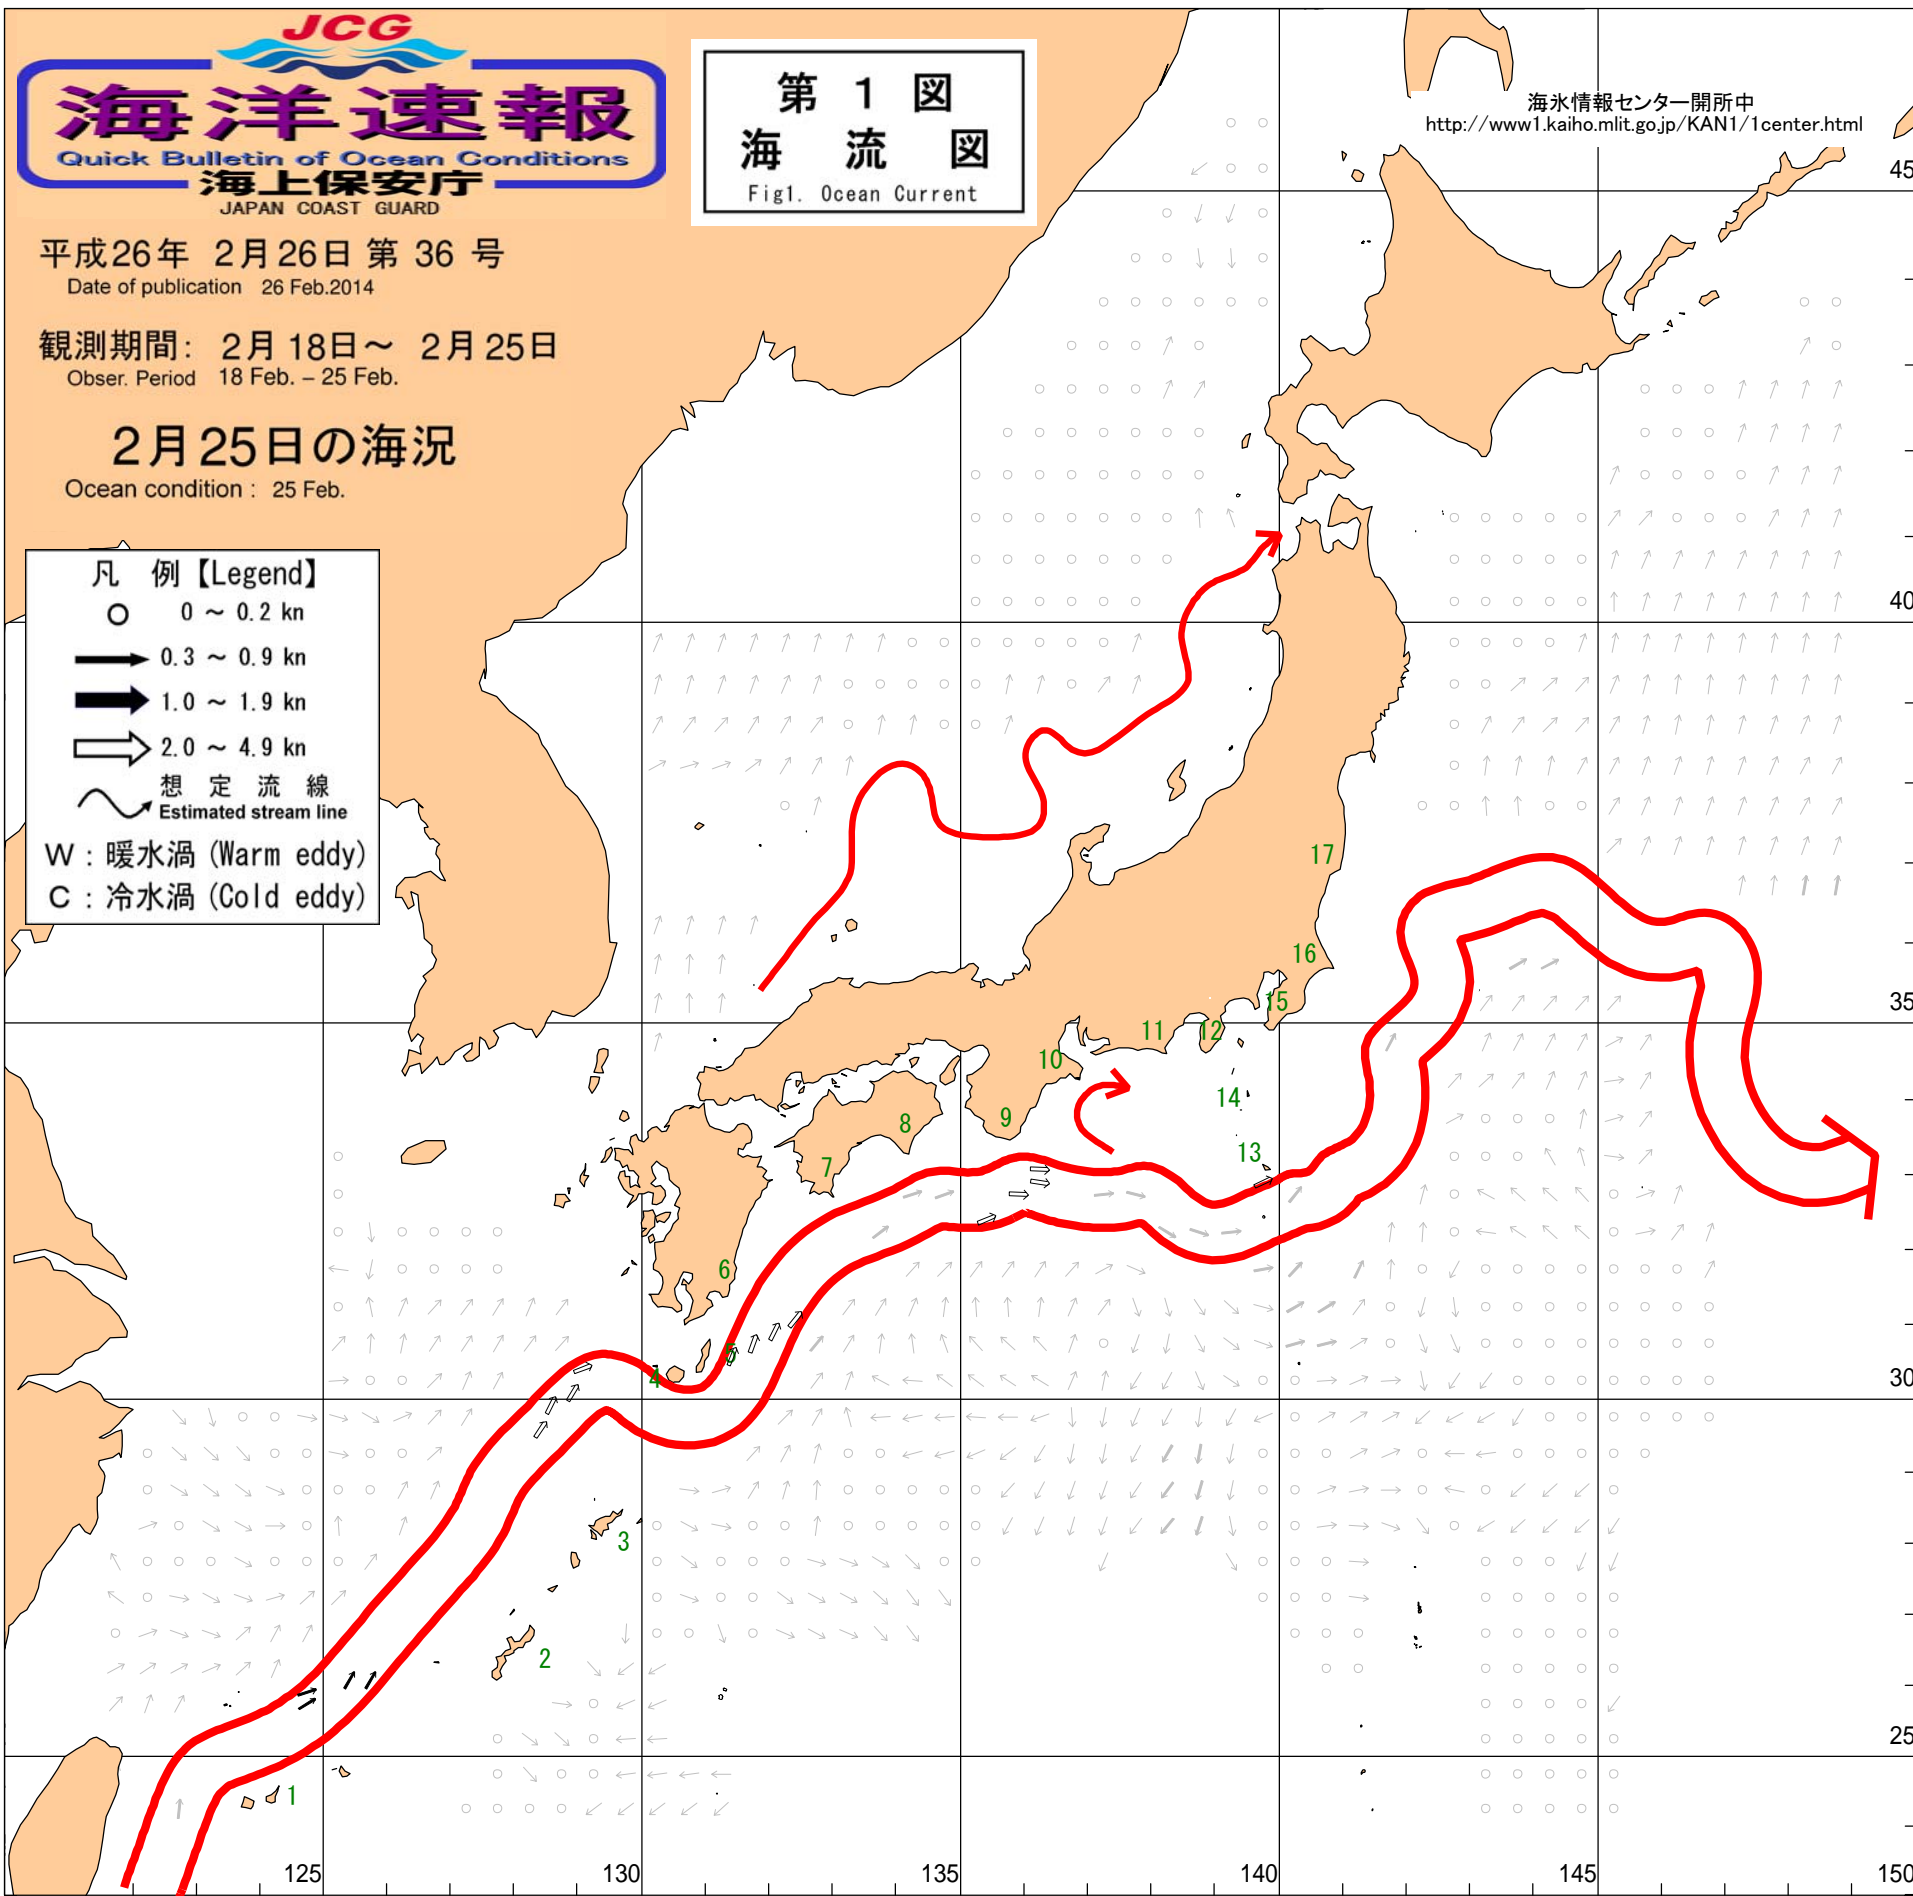 JCG
海洋速報
Quick Bulletin of Ocean Conditions
海上保安庁
JAPAN COAST GUARD
第 1 図
海 流 図
Fig1. Ocean Current
海氷情報センター開所中
http://www1.kaiho.mlit.go.jp/KAN1/1center.html
平成26年 2月26日 第 36 号
Date of publication 26 Feb.2014
観測期間: 2月 18日～ 2月 25日
Obser. Period 18 Feb. – 25 Feb.
2月25日の海況
Ocean condition : 25 Feb.
凡 例【Legend】
0 ～ 0.2 kn
0.3 ～ 0.9 kn
1.0 ～ 1.9 kn
2.0 ～ 4.9 kn
想 定 流 線
Estimated stream line
W : 暖水渦 (Warm eddy)
C : 冷水渦 (Cold eddy)
45
40
17
16
35
15
12
11
10
14
9
8
13
7
6
5
4
30
3
2
25
1
125
130
135
140
145
150